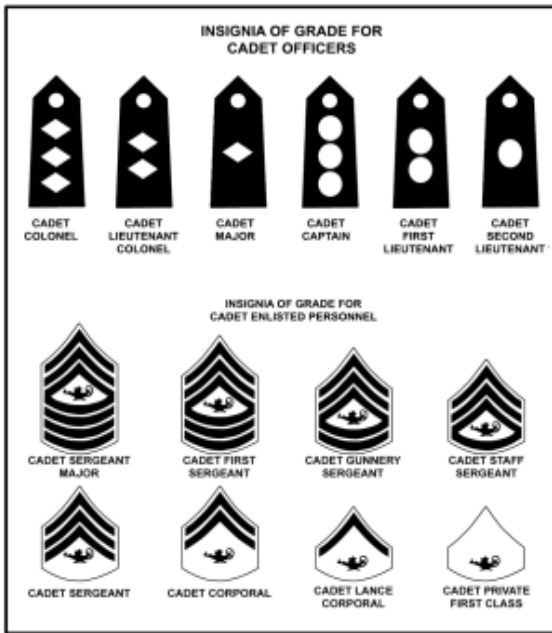 INSIGNIA OF GRADE FOR
CADET OFFICERS
CADET
COLONEL
CADET
LIEUTENANT
COLONEL
CADET
MAJOR
CADET
CAPTAIN
CADET
FIRST
LIEUTENANT
CADET
SECOND
LIEUTENANT
INSIGNIA OF GRADE FOR
CADET ENLISTED PERSONNEL
CADET SERGEANT
MAJOR
CADET FIRST
SERGEANT
CADET GUNNERY
SERGEANT
CADET STAFF
SERGEANT
CADET SERGEANT
CADET CORPORAL
CADET LANCE
CORPORAL
CADET PRIVATE
FIRST CLASS